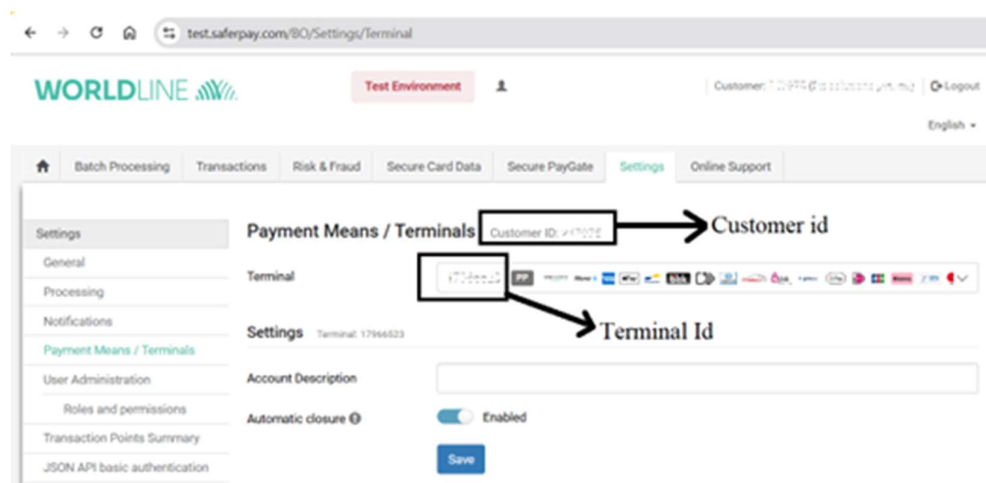 test.saferpay.com/BO/Settings/Terminal
WORLDLINE
Test Environment
Customer:
Logout
English
Batch Processing Transactions Risk & Fraud Secure Card Data Secure PayGate Settings Online Support
Settings
General
Processing
Notifications
Payment Means / Terminals
User Administration
Roles and permissions
Transaction Points Summary
JSON API basic authentication
Payment Means / Terminals Customer ID:
Customer id
Terminal
PP
Terminal Id
Settings Terminal: 17966523
Account Description
Automatic closure Enabled
Save